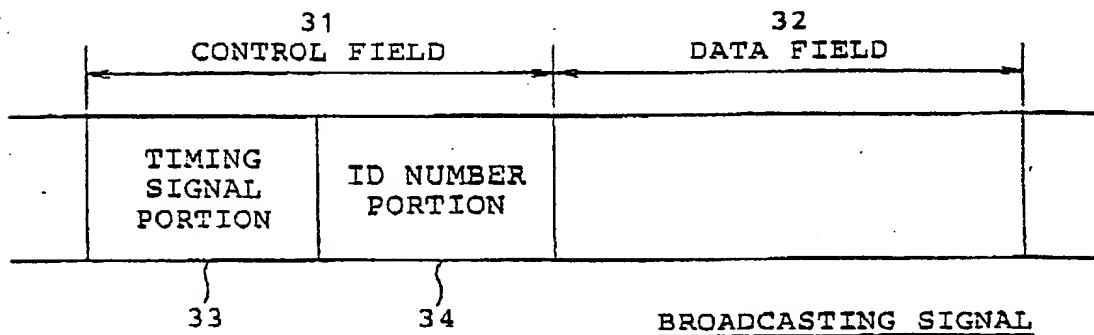 31
CONTROL FIELD
32
DATA FIELD
TIMING
SIGNAL
PORTION
ID NUMBER
PORTION
33
34
BROADCASTING SIGNAL